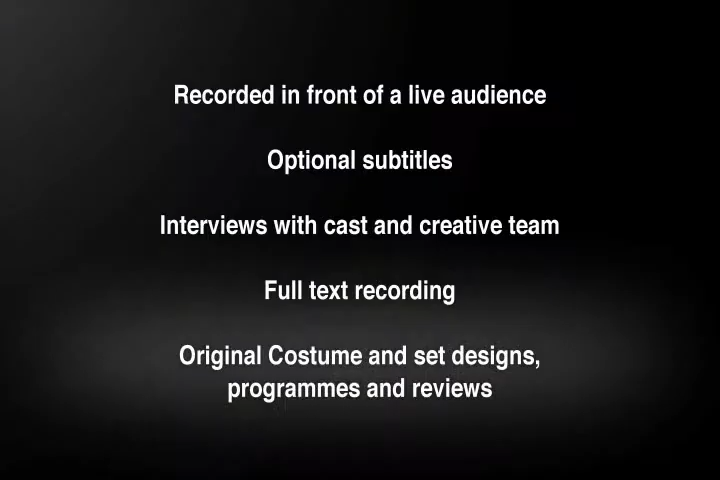 Recorded in front of a live audience
Optional subtitles
Interviews with cast and creative team
Full text recording
Original Costume and set designs,
programmes and reviews